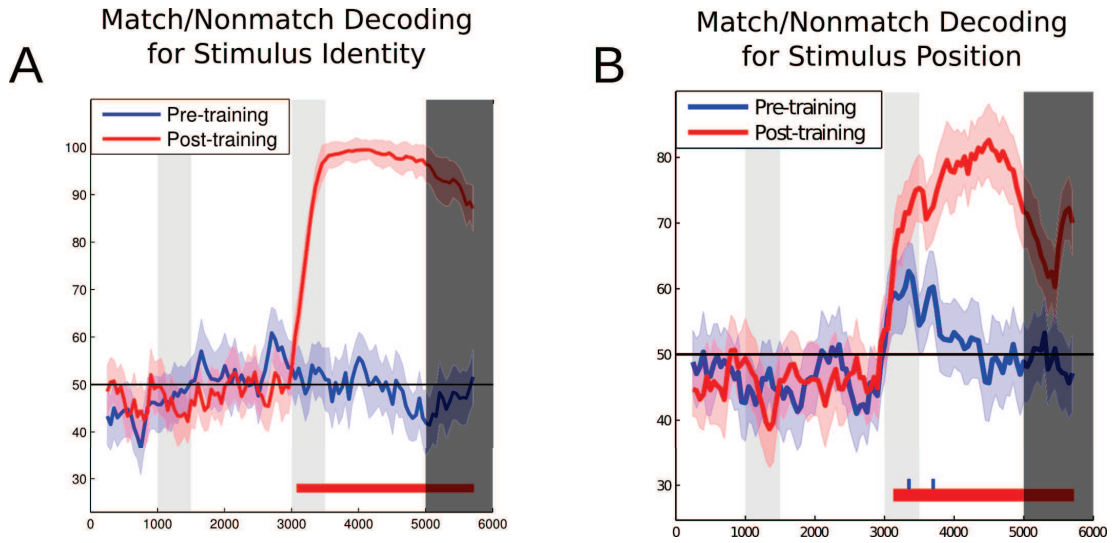 A
Match/Nonmatch Decoding
for Stimulus Identity
Pre-training
Post-training
100
90
80
70
60
50
40
30
0 1000 2000 3000 4000 5000 6000
B
Match/Nonmatch Decoding
for Stimulus Position
Pre-training
Post-training
80
70
60
50
40
30
0 1000 2000 3000 4000 5000 6000